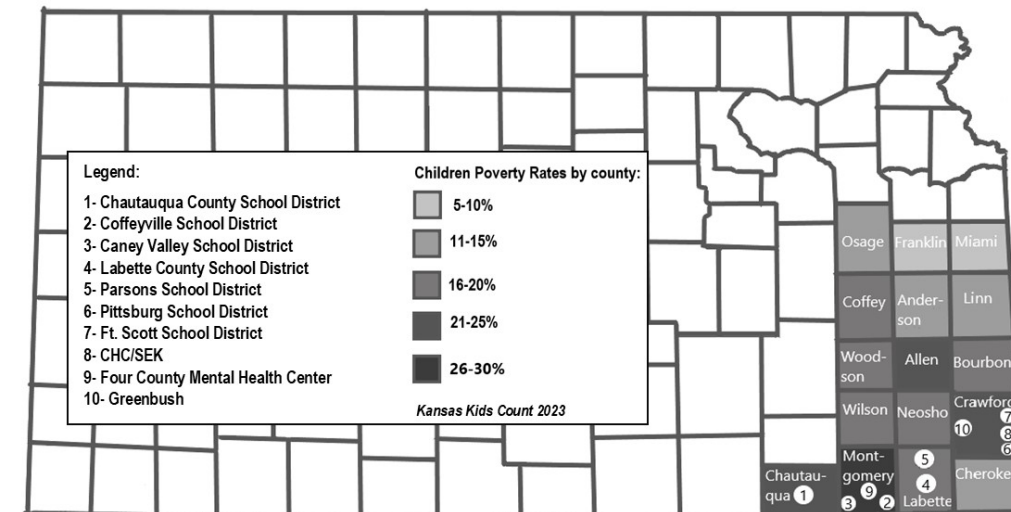 Legend:
1- Chautauqua County School District
2- Coffeyville School District
3- Caney Valley School District
4- Labette County School District
5- Parsons School District
6- Pittsburg School District
7- Ft. Scott School District
8- CHC/SEK
9- Four County Mental Health Center
10- Greenbush
Children Poverty Rates by county:
5-10%
11-15%
16-20%
21-25%
26-30%
Kansas Kids Count 2023
Osage
Franklin
Miami
Coffey
Ander-
son
Linn
Wood-
son
Allen
Bourbon
Wilson
Neosho
Crawford
10
7
8
6
Chautau-
qua 1
Mont-
gomery
9
3
2
5
4
Labette
Cheroke